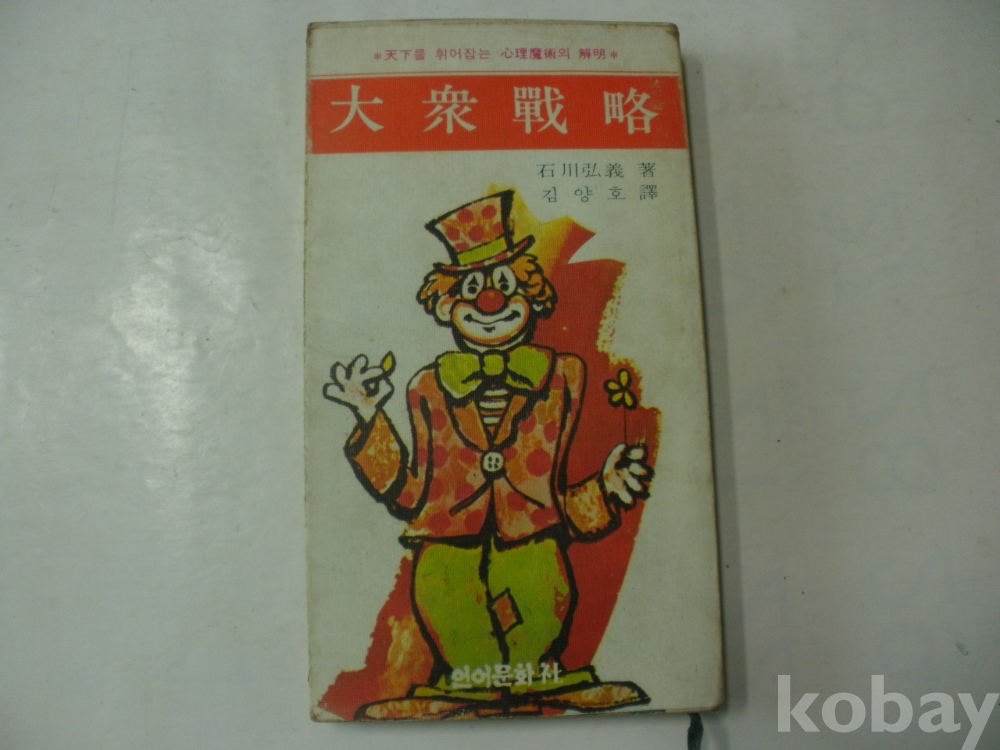 *天下를 휘어잡는 心理魔術의 解明*
大衆戰略
石川弘義 著
김양호 譯
언어문화사
kobay